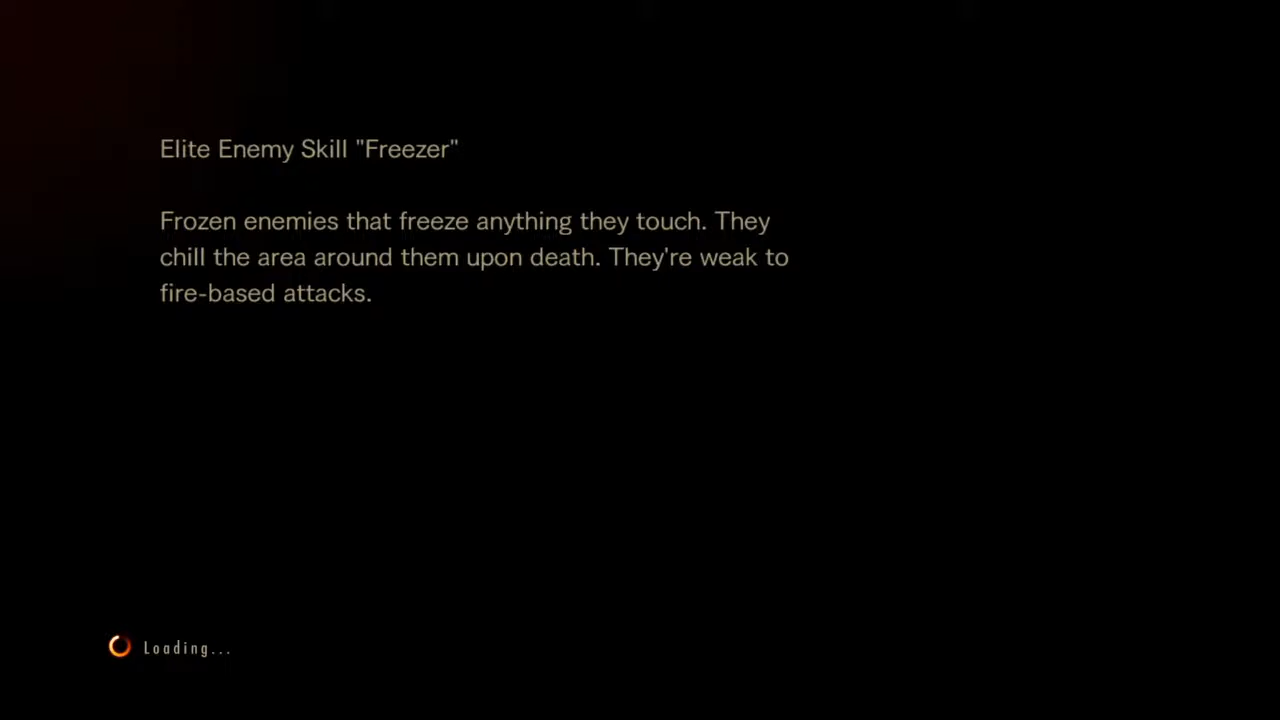 Elite Enemy Skill "Freezer"
Frozen enemies that freeze anything they touch. They
chill the area around them upon death. They're weak to
fire-based attacks.
Loading...